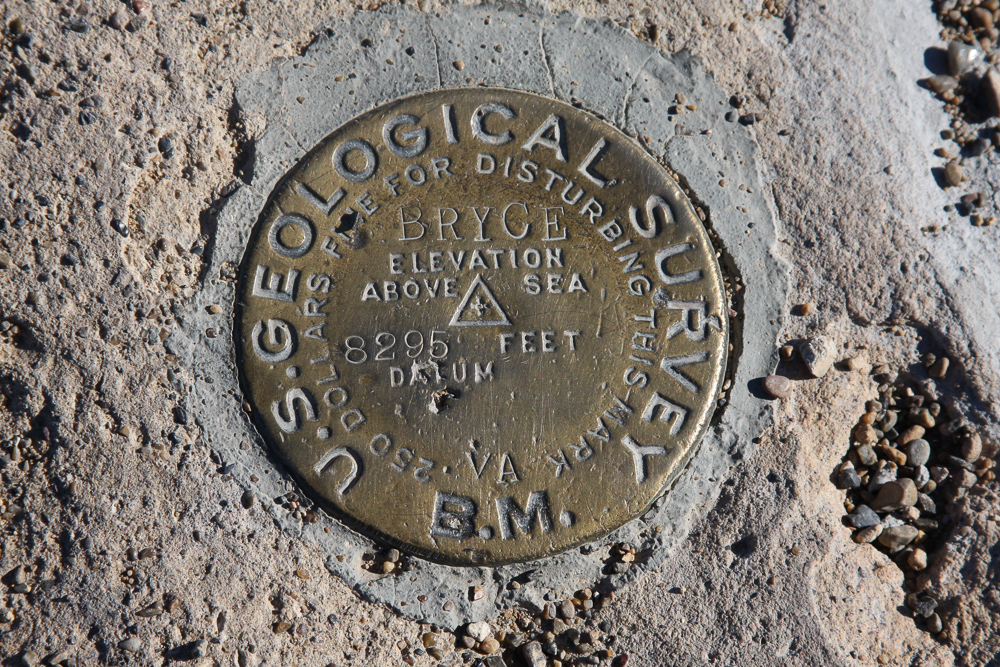 U.S. GEOLOGICAL SURVEY
250 DOLLARS FINE FOR DISTURBING THIS MARK
BRYCE
ELEVATION
ABOVE SEA
8295 FEET
DATUM
VA
B.M.